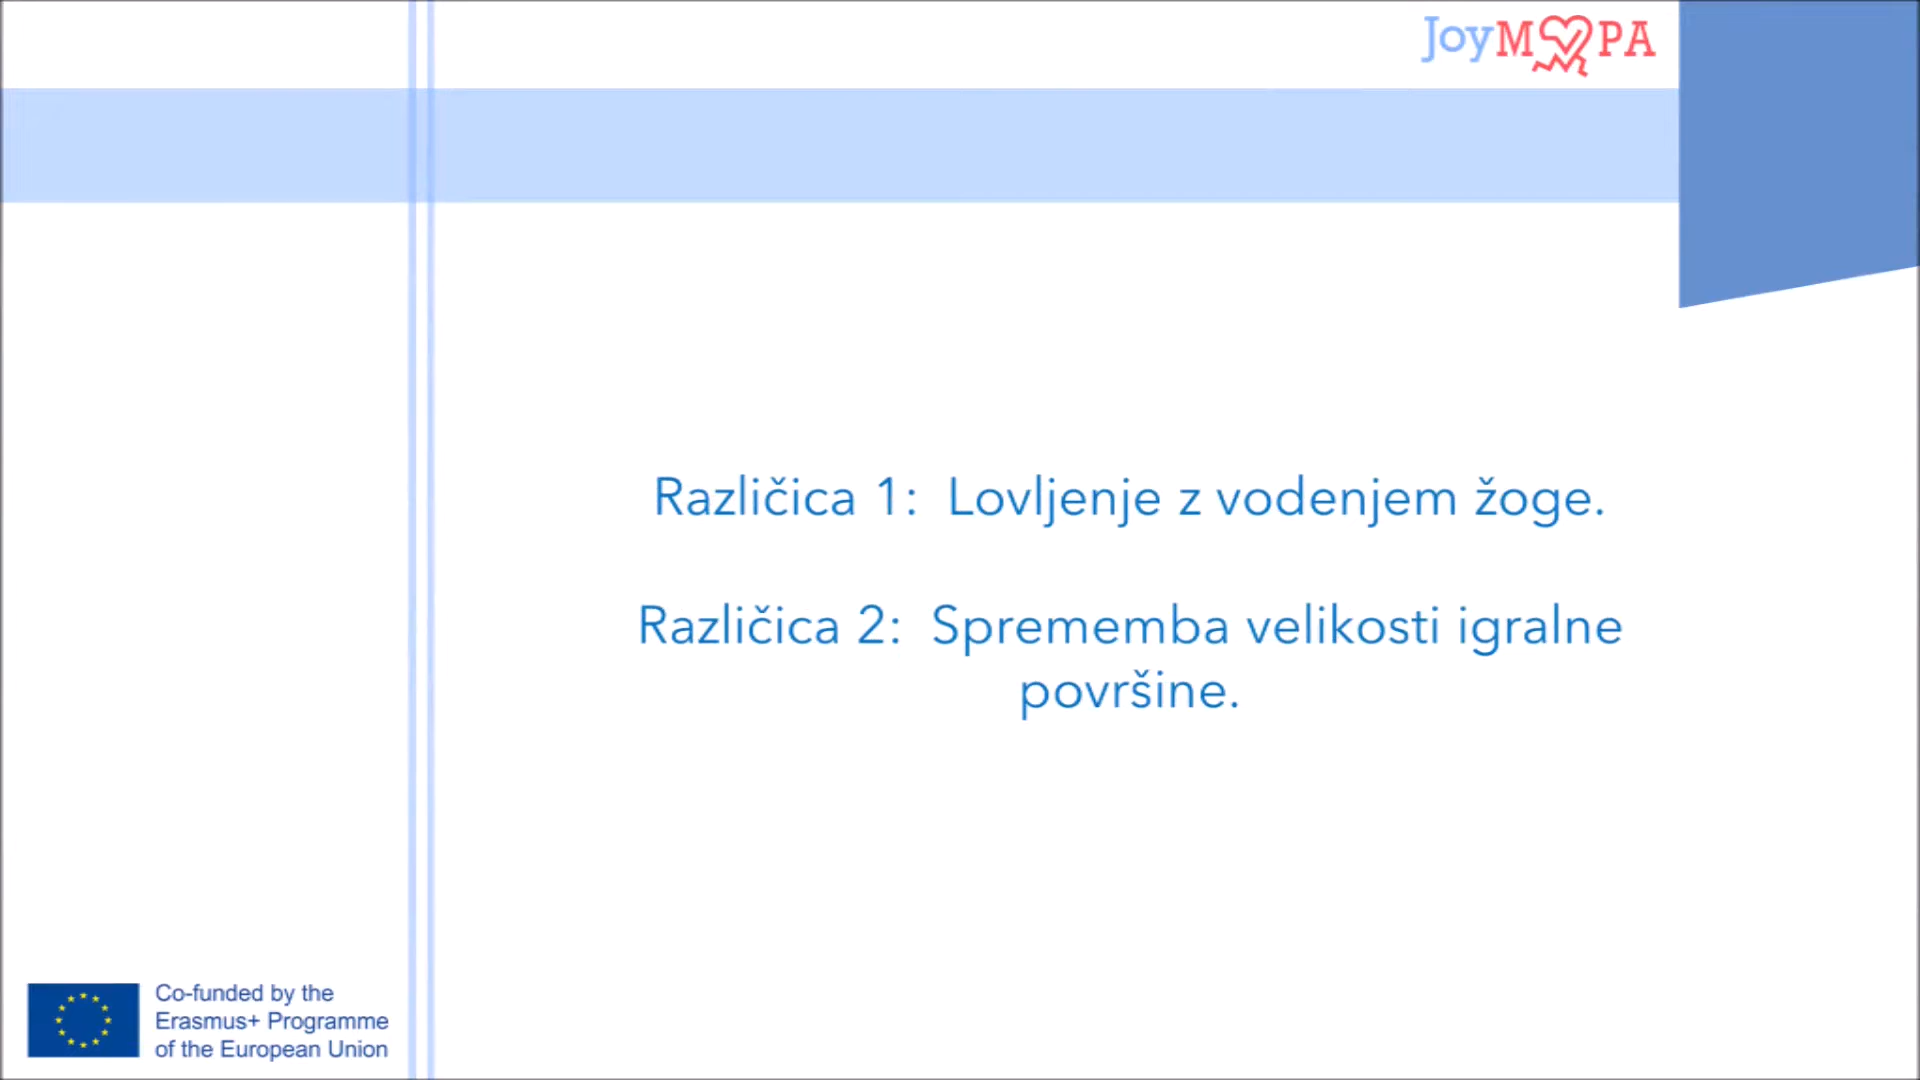 JoyMOPA
Različica 1: Lovljenje z vodenjem žoge.
Različica 2: Sprememba velikosti igralne
površine.
Co-funded by the
Erasmus+ Programme
of the European Union